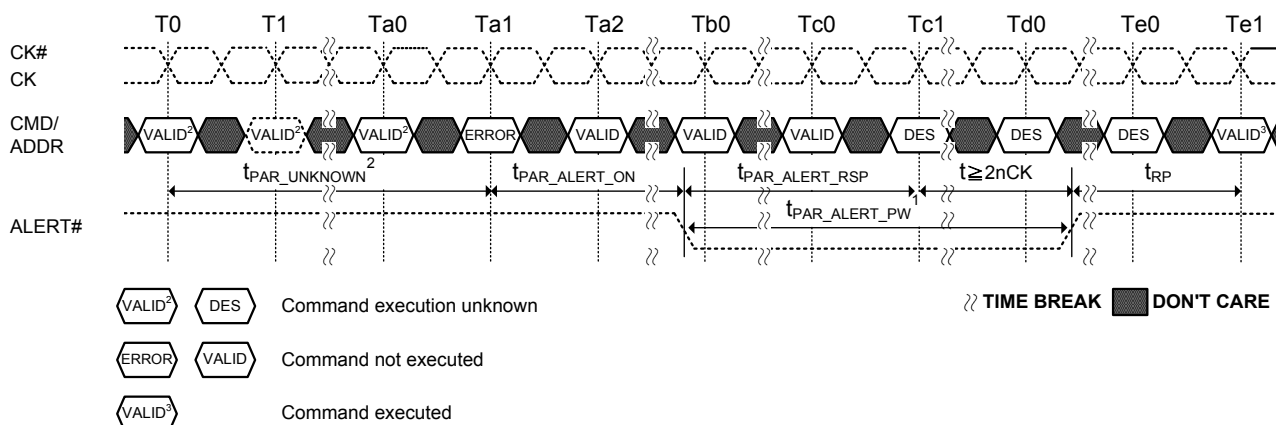 T0 T1 Ta0 Ta1 Ta2 Tb0 Tc0 Tc1 Td0 Te0 Te1
CK#
CK
CMD/
ADDR
VALID² VALID² VALID² ERROR VALID VALID VALID DES DES DES VALID³
tPAR_UNKNOWN² tPAR_ALERT_ON tPAR_ALERT_RSP t≧2nCK tRP
tPAR_ALERT_PW¹
ALERT#
VALID² DES Command execution unknown
TIME BREAK DON'T CARE
ERROR VALID Command not executed
VALID³ Command executed